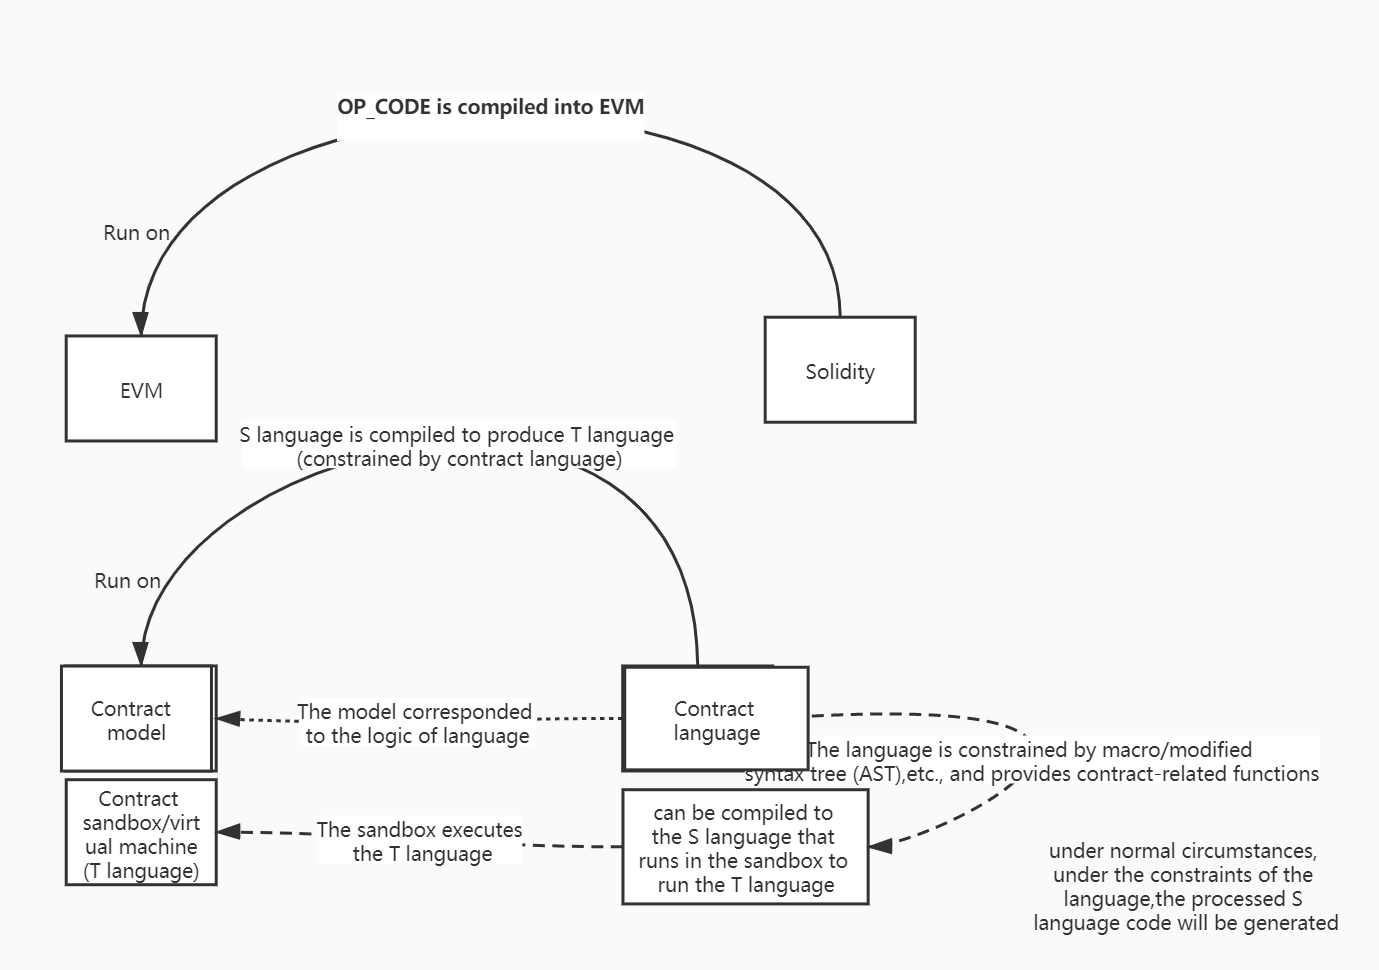 OP_CODE is compiled into EVM
Run on
EVM
Solidity
S language is compiled to produce T language
(constrained by contract language)
Run on
Contract
model
The model corresponded
to the logic of language
Contract
language
The language is constrained by macro/modified
syntax tree (AST),etc., and provides contract-related functions
Contract
sandbox/virt
ual machine
(T language)
The sandbox executes
the T language
can be compiled to
the S language that
runs in the sandbox to
run the T language
under normal circumstances,
under the constraints of the
language,the processed S
language code will be generated